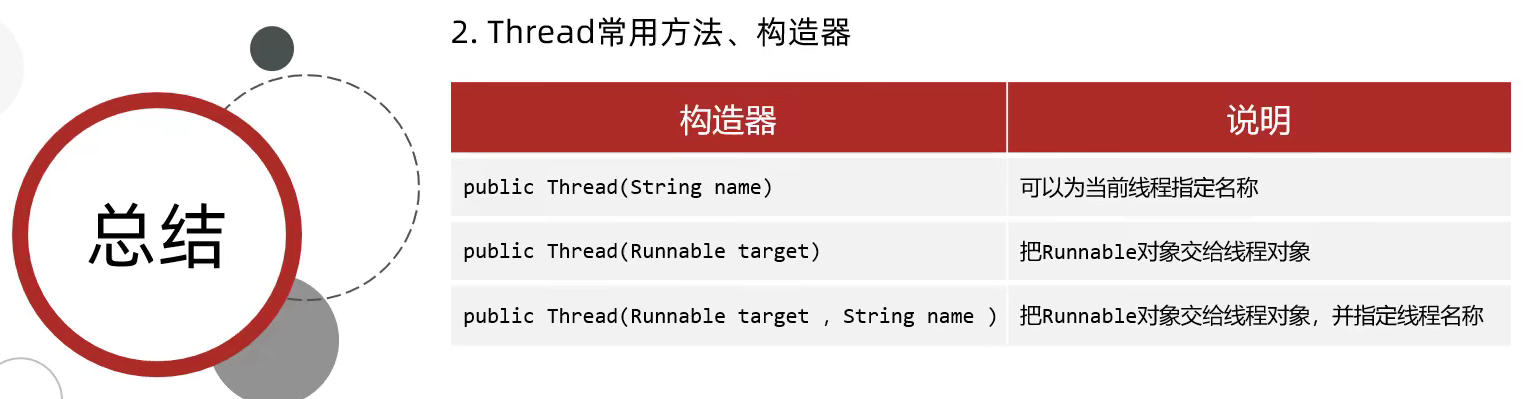 总结
2. Thread常用方法、构造器
构造器 说明
public Thread(String name) 可以为当前线程指定名称
public Thread(Runnable target) 把Runnable对象交给线程对象
public Thread(Runnable target , String name ) 把Runnable对象交给线程对象，并指定线程名称